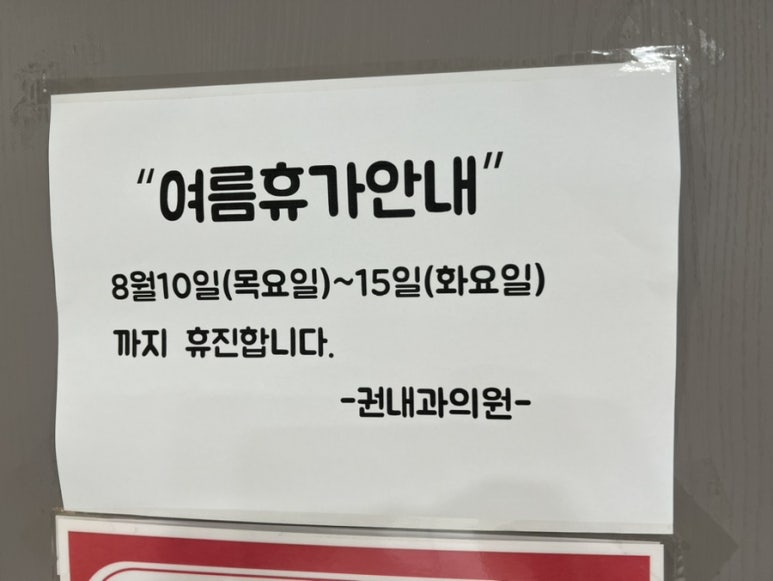 "여름휴가안내"
8월10일(목요일)~15일(화요일)
까지 휴진합니다.
-권내과의원-